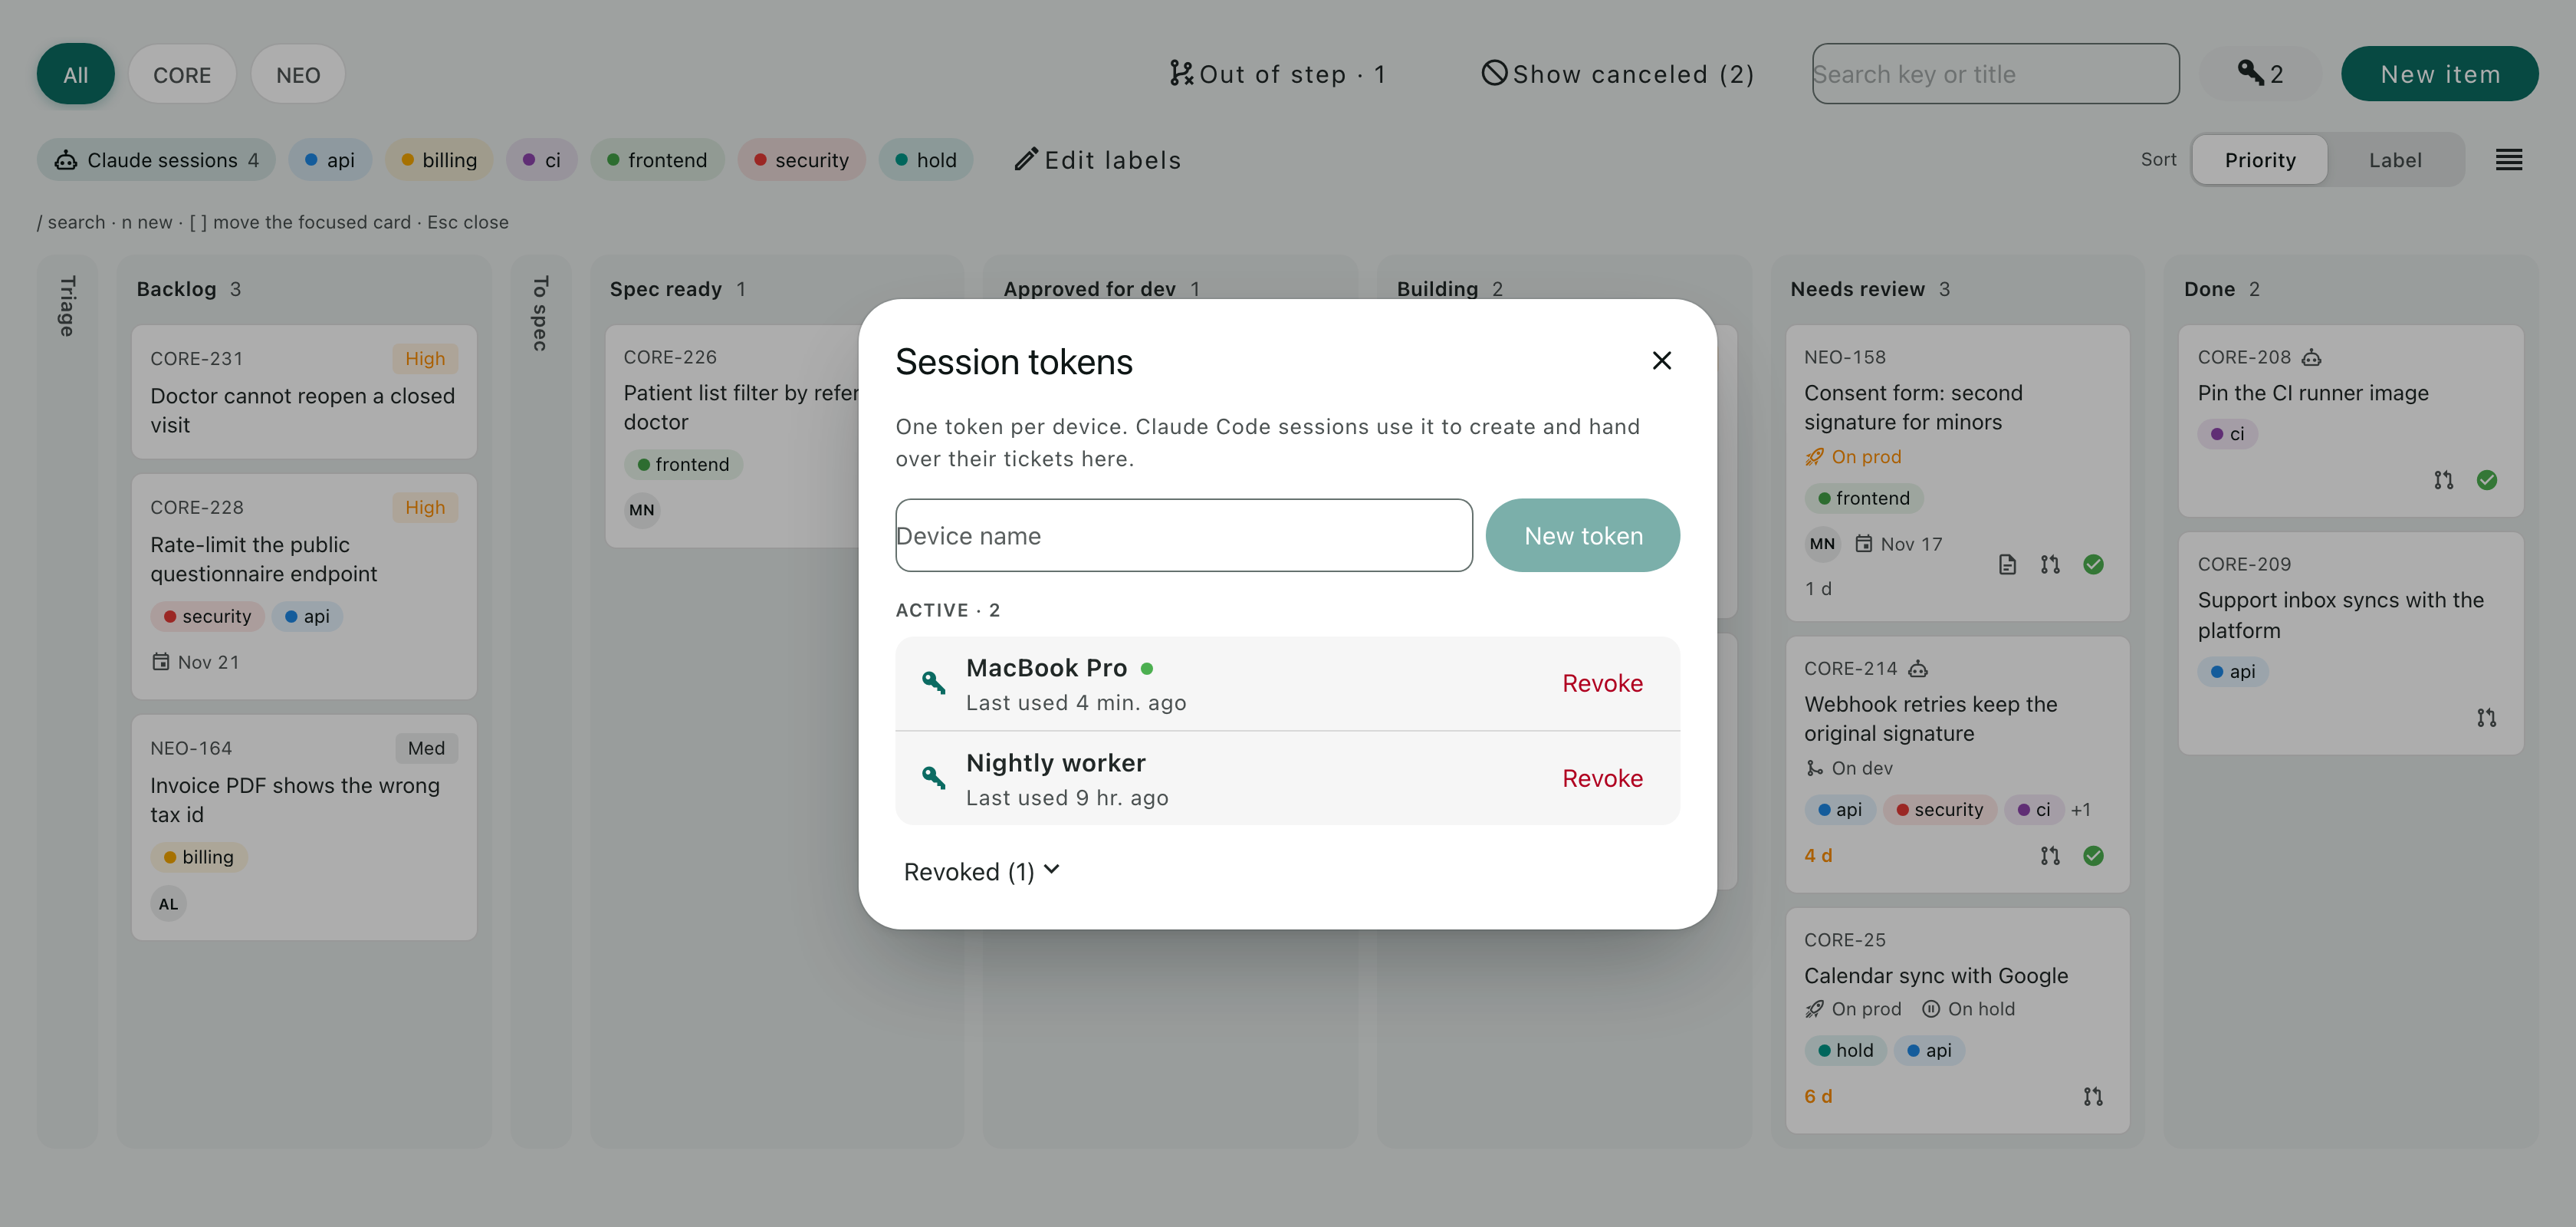 All
CORE
NEO
Out of step · 1
Show canceled (2)
Search key or title
2
New item
Claude sessions 4
api
billing
ci
frontend
security
hold
Edit labels
Sort
Priority
Label
/ search · n new · [ ] move the focused card · Esc close
Triage
Backlog 3
CORE-231
High
Doctor cannot reopen a closed
visit
CORE-228
High
Rate-limit the public
questionnaire endpoint
security
api
Nov 21
NEO-164
Med
Invoice PDF shows the wrong
tax id
billing
AL
To spec
Spec ready 1
CORE-226
Patient list filter by refer
doctor
frontend
MN
Approved for dev 1
Building 2
Session tokens
One token per device. Claude Code sessions use it to create and hand
over their tickets here.
Device name
New token
ACTIVE · 2
MacBook Pro
Last used 4 min. ago
Revoke
Nightly worker
Last used 9 hr. ago
Revoke
Revoked (1)
Needs review 3
NEO-158
Consent form: second
signature for minors
On prod
frontend
MN
Nov 17
1 d
CORE-214
Webhook retries keep the
original signature
On dev
api
security
ci
+1
4 d
CORE-25
Calendar sync with Google
On prod
On hold
hold
api
6 d
Done 2
CORE-208
Pin the CI runner image
ci
CORE-209
Support inbox syncs with the
platform
api